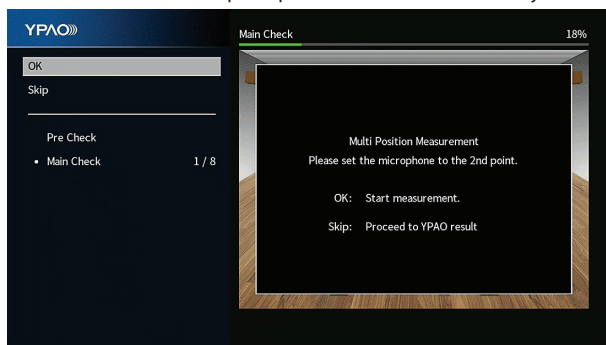 YPAO
OK
Skip
Pre Check
• Main Check 1 / 8
Main Check 18%
Multi Position Measurement
Please set the microphone to the 2nd point.
OK: Start measurement.
Skip: Proceed to YPAO result